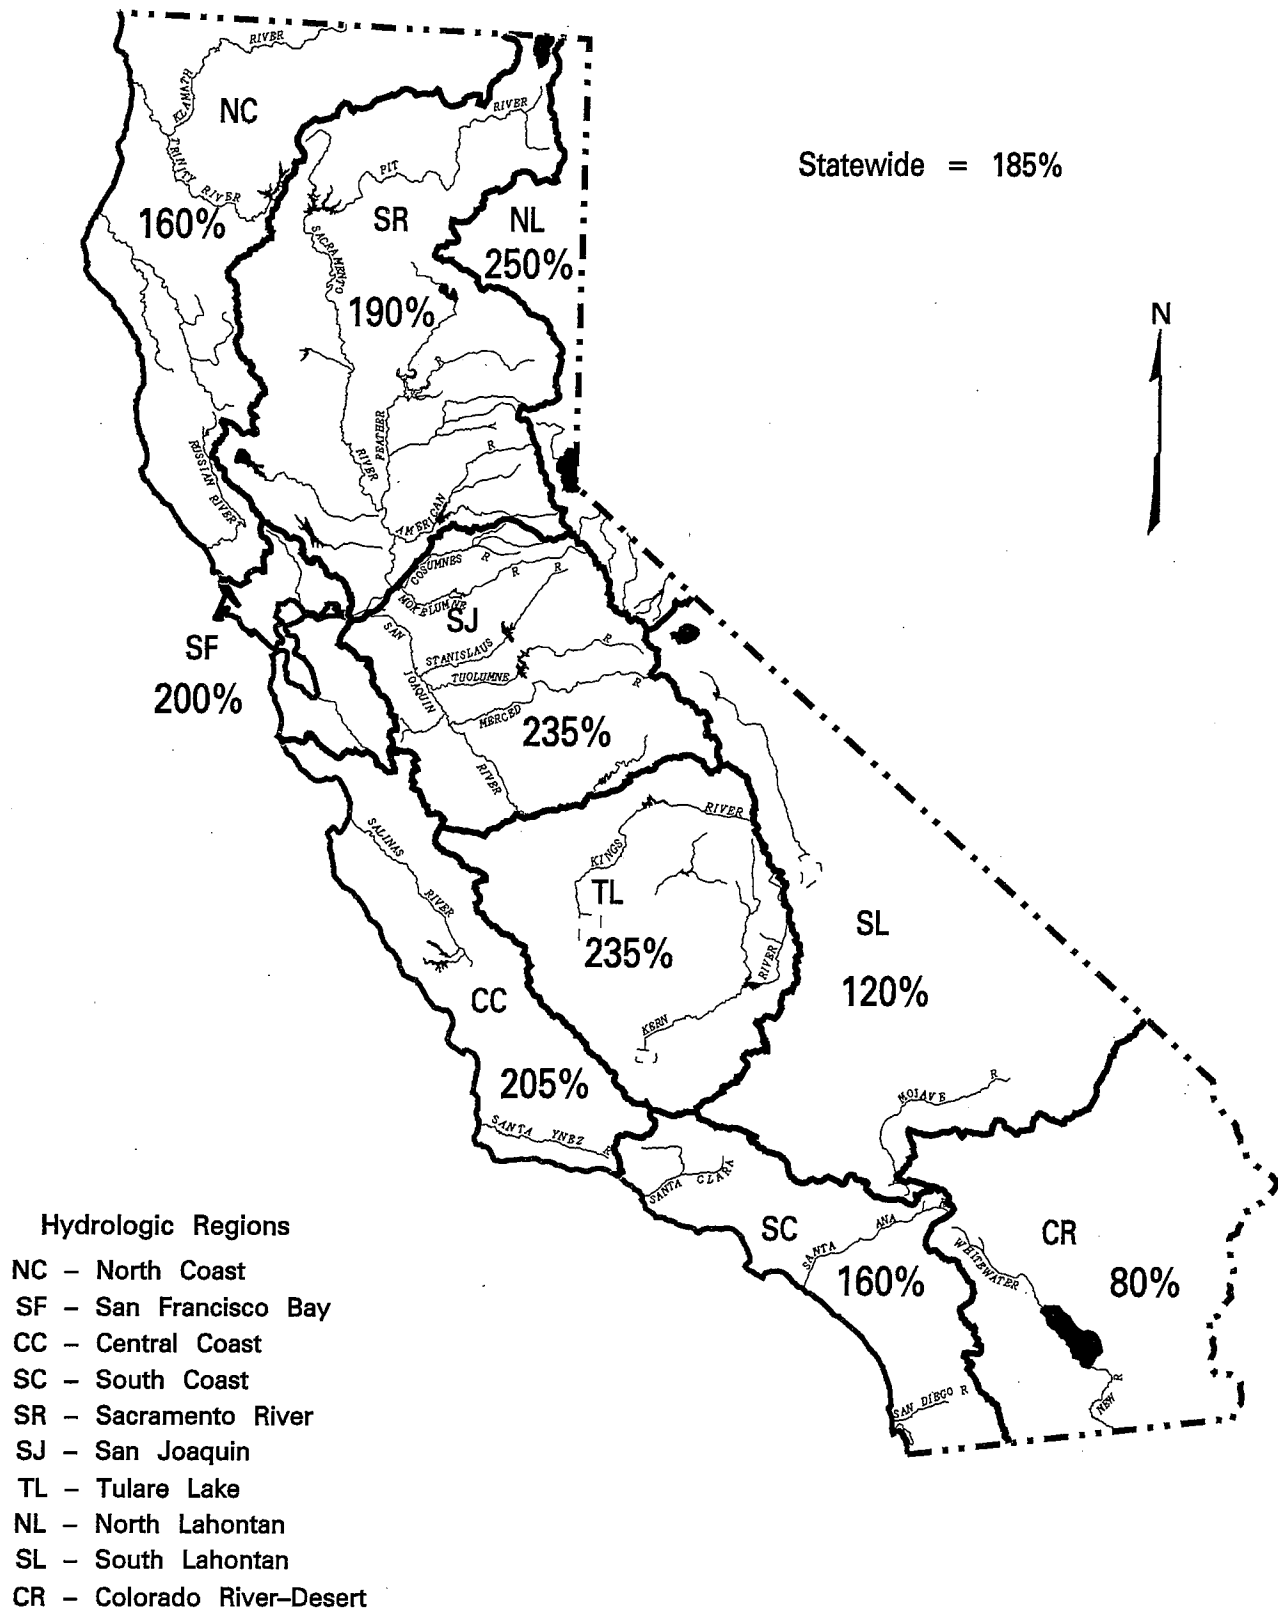 RIVER
KLAMATH
NC
RIVER
TRINITY RIVER
PIT
Statewide = 185%
160%
SR
NL
250%
SACRAMENTO
190%
N
R
FEATHER
RIVER
RUSSIAN RIVER
R
AMERICAN
COSUMNES R
R
R
MOKELUMNE
SJ
SAN
SF
STANISLAUS
R
200%
JOAQUIN
TUOLUMNE
R
MERCED
235%
RIVER
RIVER
KINGS
SALINAS
TL
RIVER
SL
235%
RIVER
CC
120%
KERN
205%
MOJAVE R
SANTA YNEZ
R
SANTA CLARA
SC
SANTA ANA R
CR
WHITEWATER
160%
80%
SAN DIEGO R
NEW R
Hydrologic Regions
NC – North Coast
SF – San Francisco Bay
CC – Central Coast
SC – South Coast
SR – Sacramento River
SJ – San Joaquin
TL – Tulare Lake
NL – North Lahontan
SL – South Lahontan
CR – Colorado River–Desert